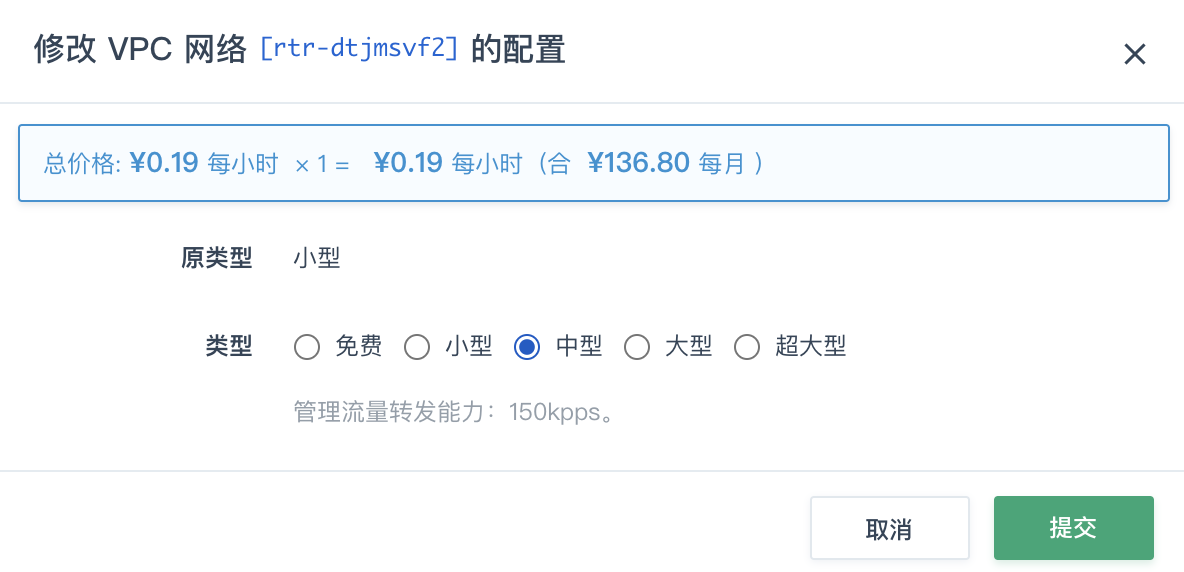 修改 VPC 网络 [rtr-dtjmsvf2] 的配置
总价格: ¥0.19 每小时 × 1 = ¥0.19 每小时（合 ¥136.80 每月 ）
原类型 小型
类型 免费 小型 中型 大型 超大型
管理流量转发能力：150kpps。
取消 提交